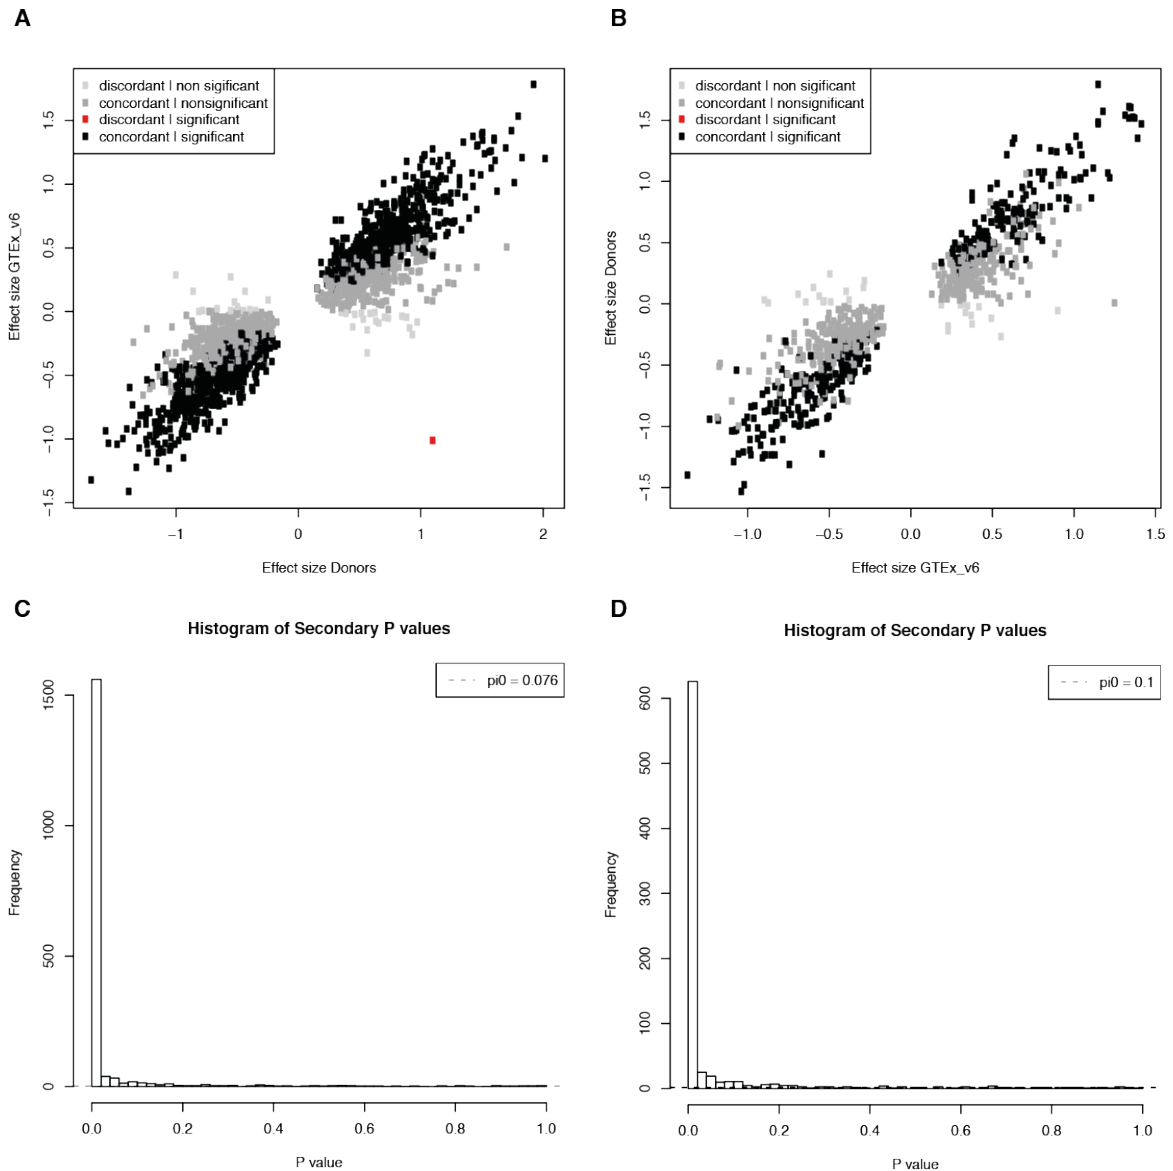 A
discordant | non sigificant
concordant | nonsignificant
discordant | significant
concordant | significant
Effect size GTEx_v6
−1.5
−1.0
−0.5
0.0
0.5
1.0
1.5
−1
0
1
2
Effect size Donors
B
discordant | non sigificant
concordant | nonsignificant
discordant | significant
concordant | significant
Effect size Donors
−1.5
−1.0
−0.5
0.0
0.5
1.0
1.5
−1.0
−0.5
0.0
0.5
1.0
1.5
Effect size GTEx_v6
C
Histogram of Secondary P values
pi0 = 0.076
Frequency
0
500
1000
1500
0.0
0.2
0.4
0.6
0.8
1.0
P value
D
Histogram of Secondary P values
pi0 = 0.1
Frequency
0
100
200
300
400
500
600
0.0
0.2
0.4
0.6
0.8
1.0
P value